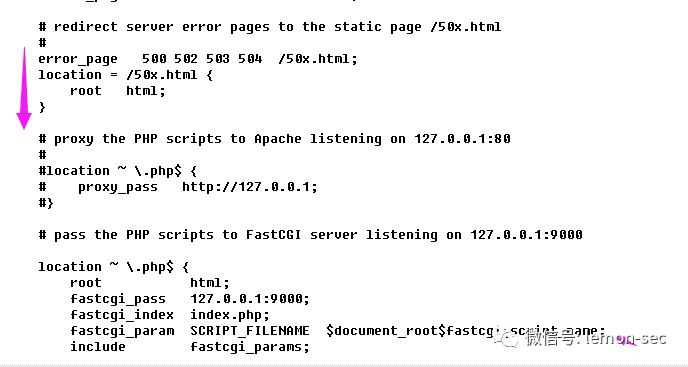 # redirect server error pages to the static page /50x.html
#
error_page   500 502 503 504  /50x.html;
location = /50x.html {
    root   html;
}
# proxy the PHP scripts to Apache listening on 127.0.0.1:80
#
#location ~ \.php$ {
#    proxy_pass   http://127.0.0.1;
#}
# pass the PHP scripts to FastCGI server listening on 127.0.0.1:9000
location ~ \.php$ {
    root           html;
    fastcgi_pass   127.0.0.1:9000;
    fastcgi_index  index.php;
    fastcgi_param  SCRIPT_FILENAME  $document_root$fastcgi_script_name;
    include        fastcgi_params;
微信号: lemon-sec